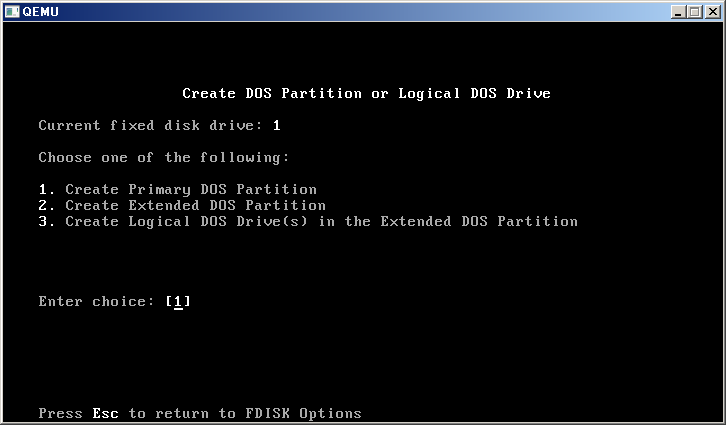 QEMU
Create DOS Partition or Logical DOS Drive
Current fixed disk drive: 1
Choose one of the following:
1. Create Primary DOS Partition
2. Create Extended DOS Partition
3. Create Logical DOS Drive(s) in the Extended DOS Partition
Enter choice: [1]
Press Esc to return to FDISK Options